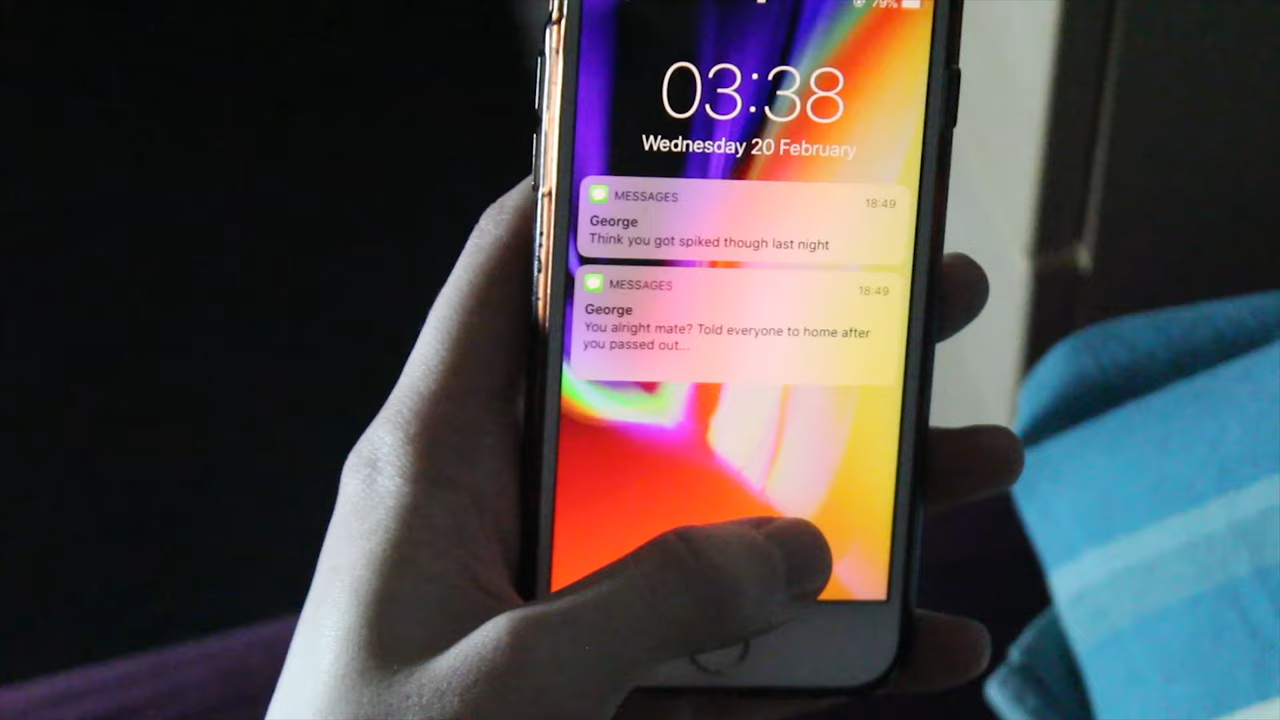 79%
03:38
Wednesday 20 February
MESSAGES 18:49
George
Think you got spiked though last night
MESSAGES 18:49
George
You alright mate? Told everyone to home after
you passed out...